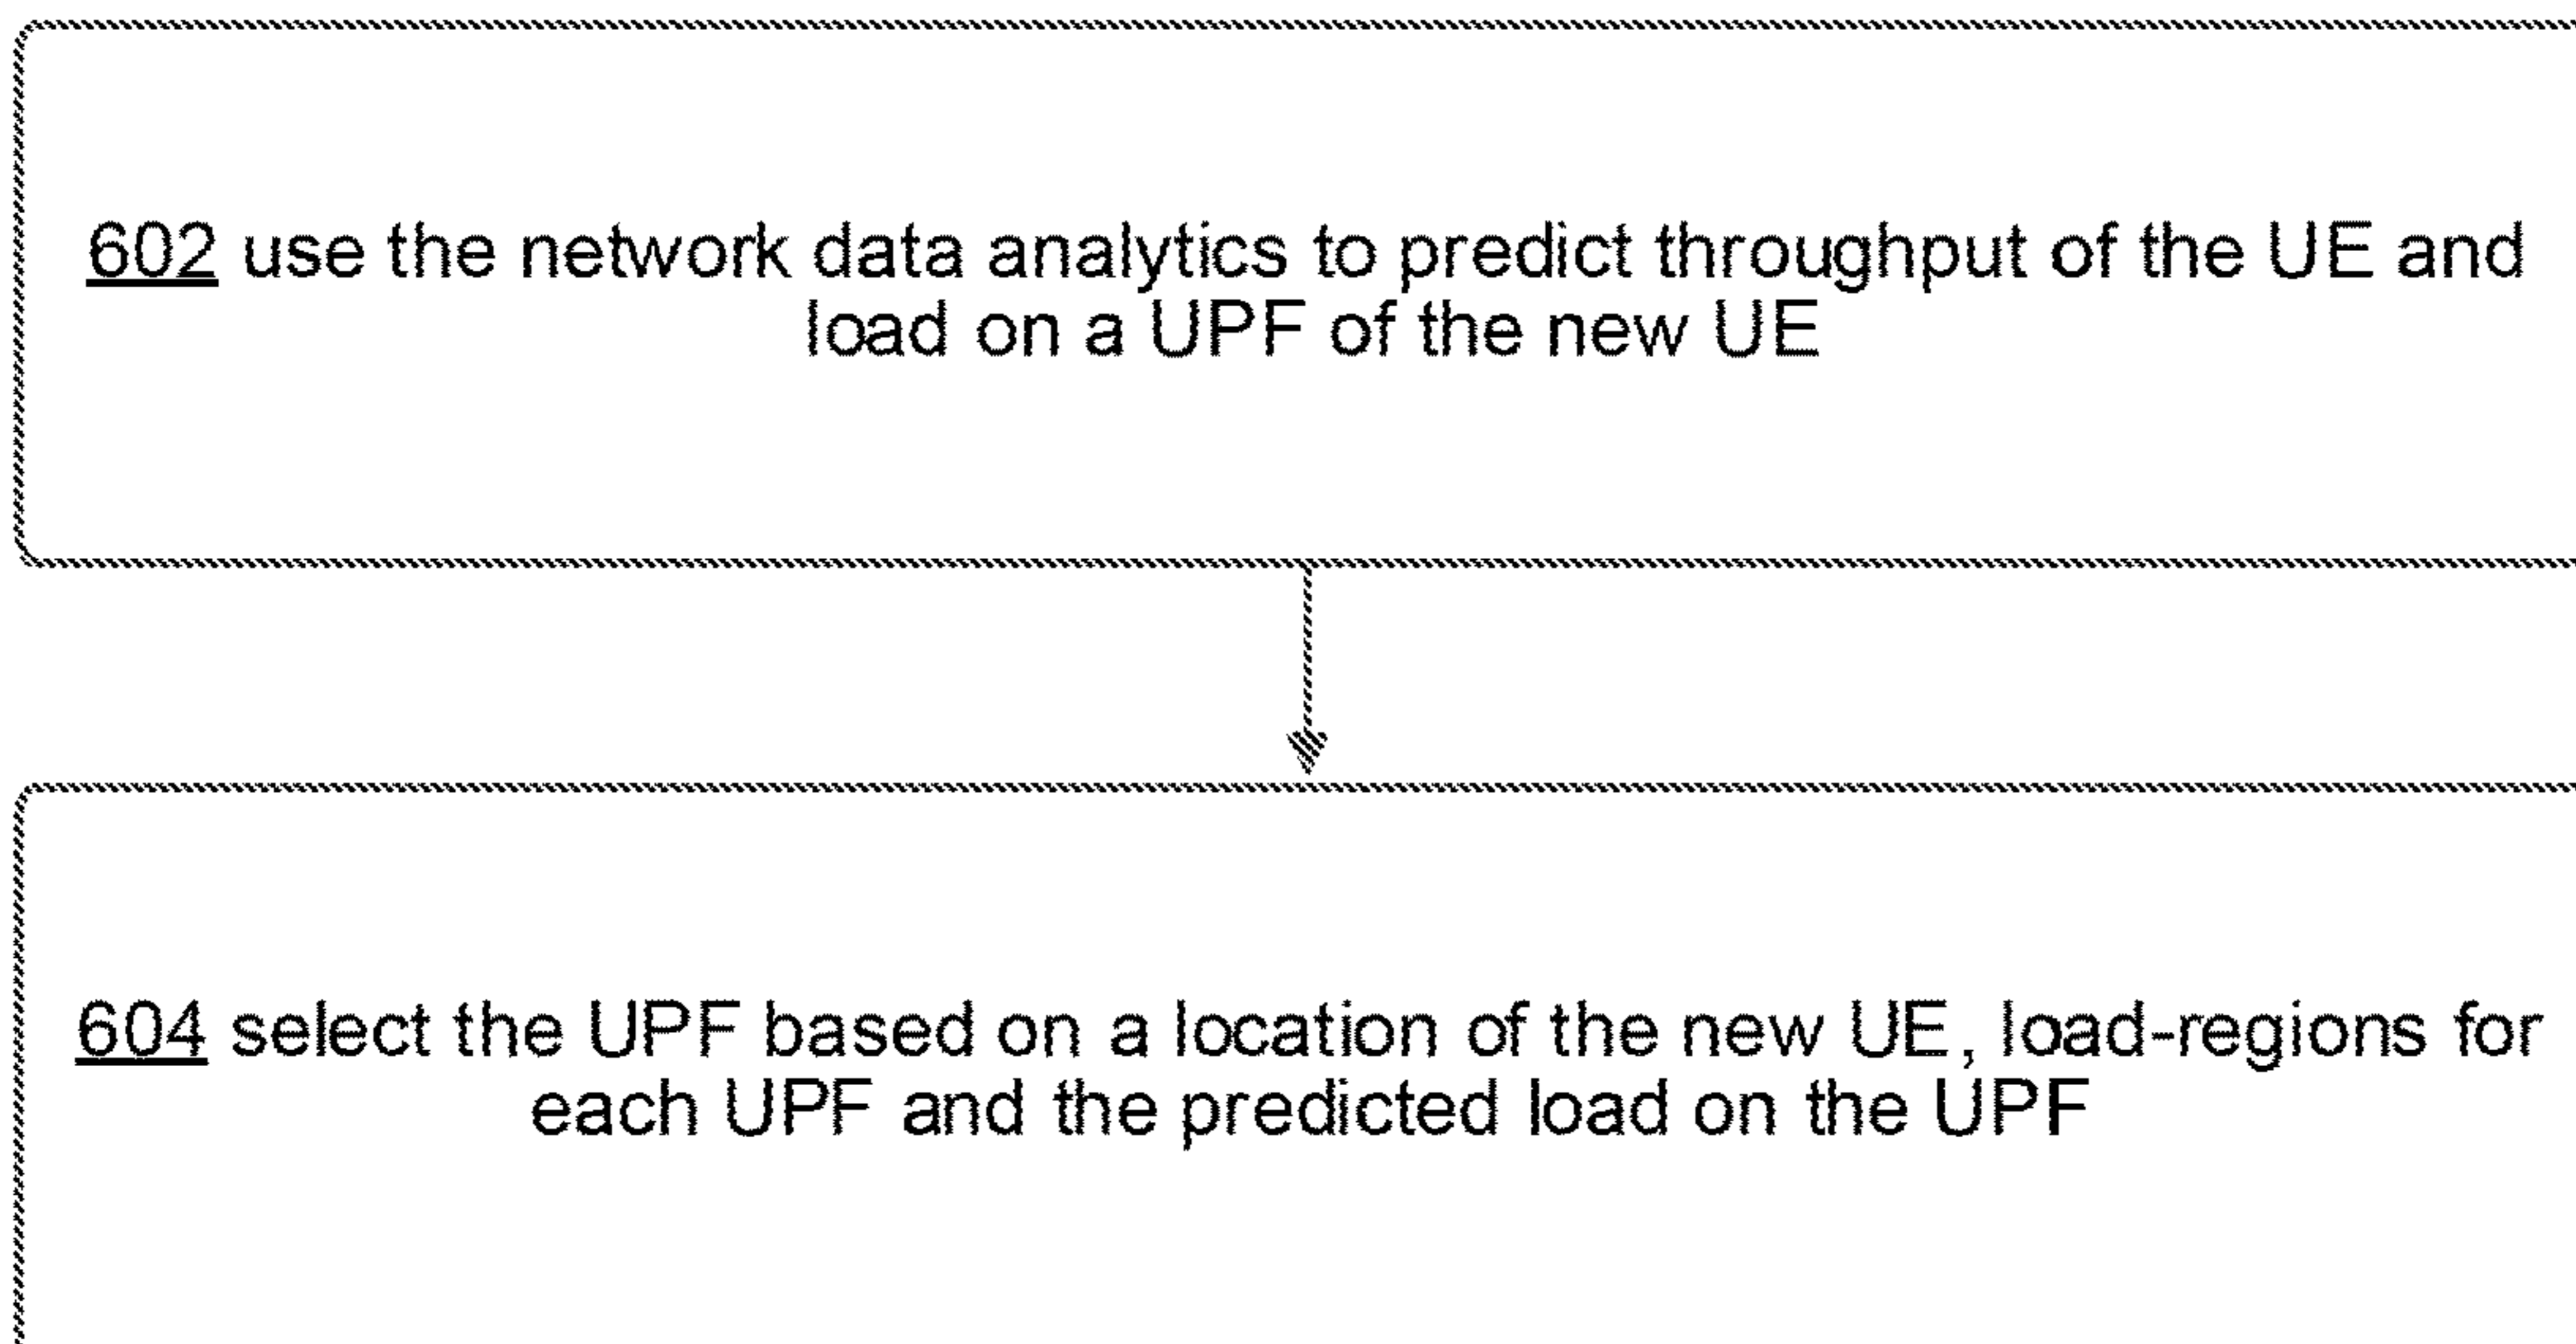 602 use the network data analytics to predict throughput of the UE and
load on a UPF of the new UE
604 select the UPF based on a location of the new UE, load-regions for
each UPF and the predicted load on the UPF